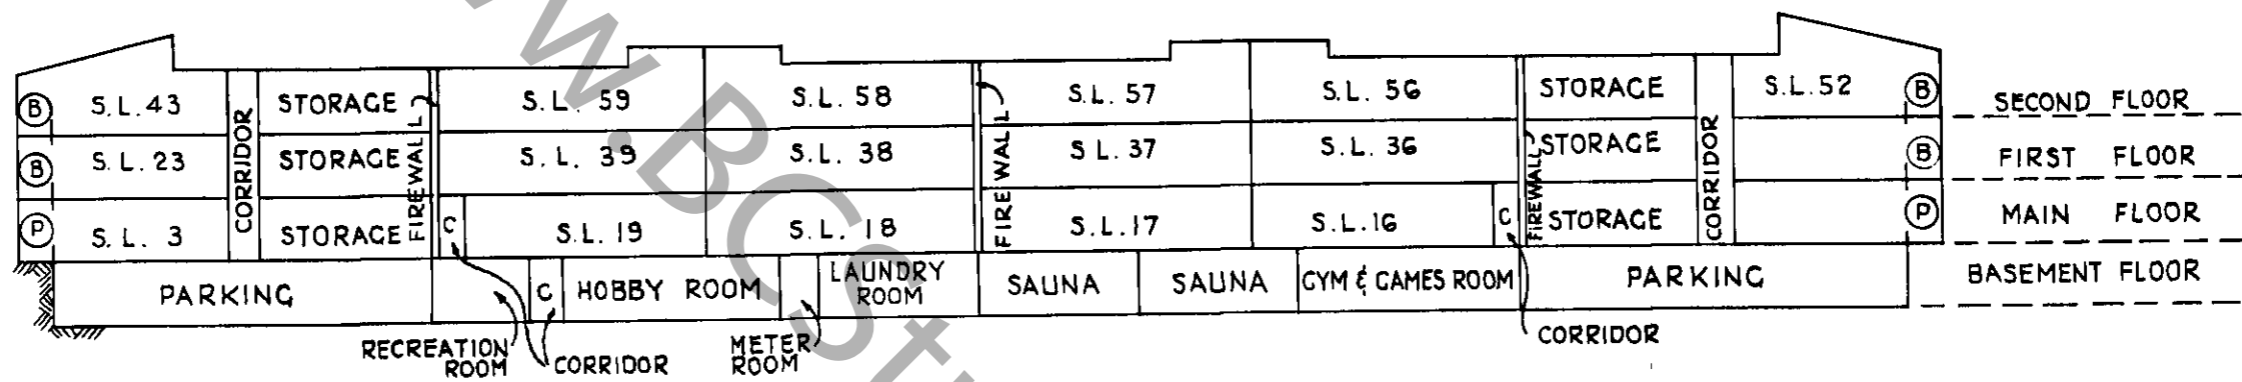 B S.L. 43 CORRIDOR STORAGE FIREWALL S.L. 59 S.L. 58 FIREWALL S.L. 57 S.L. 56 FIREWALL STORAGE CORRIDOR S.L. 52 B SECOND FLOOR
B S.L. 23 STORAGE S.L. 39 S.L. 38 S L. 37 S.L. 36 STORAGE B FIRST FLOOR
P S.L. 3 STORAGE C S.L. 19 S.L. 18 S.L. 17 S.L. 16 C STORAGE P MAIN FLOOR
PARKING C HOBBY ROOM LAUNDRY ROOM SAUNA SAUNA GYM & GAMES ROOM PARKING BASEMENT FLOOR
RECREATION ROOM CORRIDOR METER ROOM CORRIDOR
w.BCSt